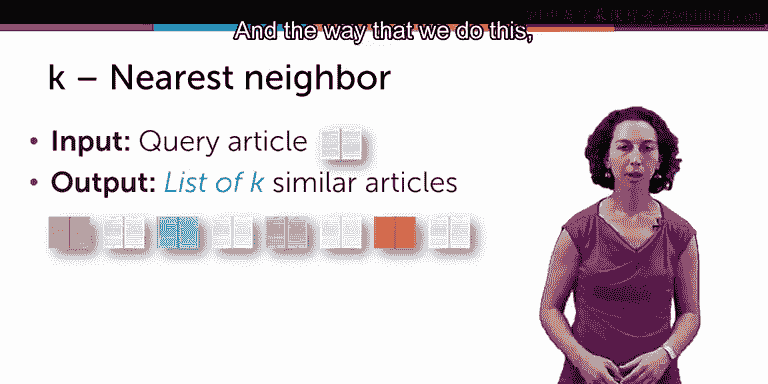 And the way that we do this,
k – Nearest neighbor
• Input: Query article
• Output: List of k similar articles